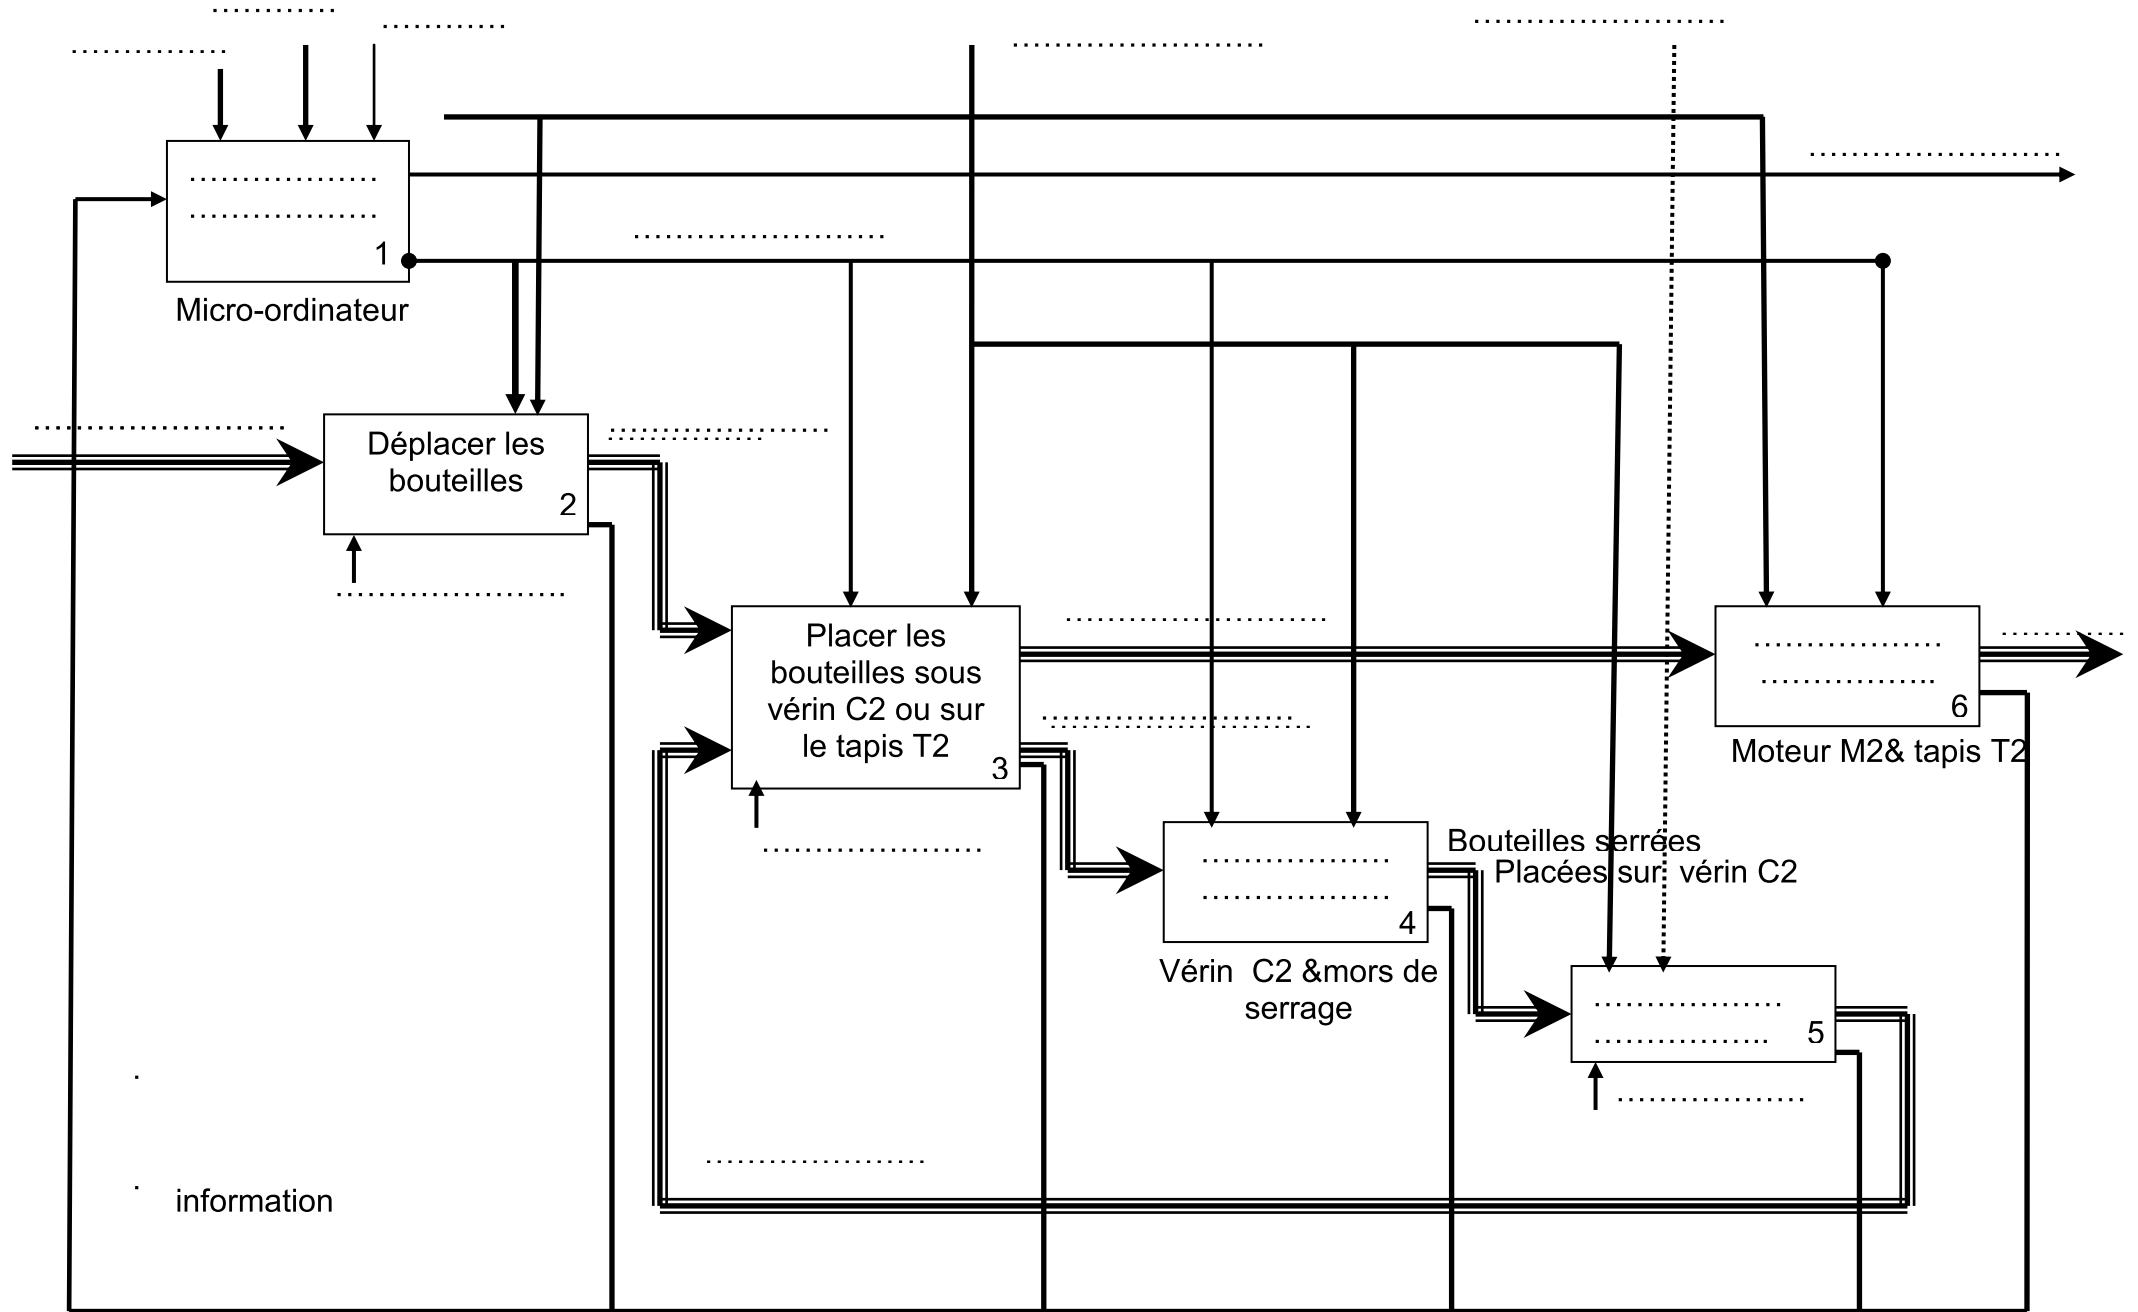 1
Micro-ordinateur
Déplacer les
bouteilles
2
Placer les
bouteilles sous
vérin C2 ou sur
le tapis T2
3
6
Moteur M2& tapis T2
Bouteilles serrées
Placées sur vérin C2
4
Vérin C2 &mors de
serrage
5
information